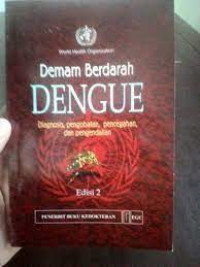 World Health Organization
Demam Berdarah
DENGUE
Diagnosis, pengobatan, pencegahan,
dan pengendalian
Edisi 2
PENERBIT BUKU KEDOKTERAN EGC